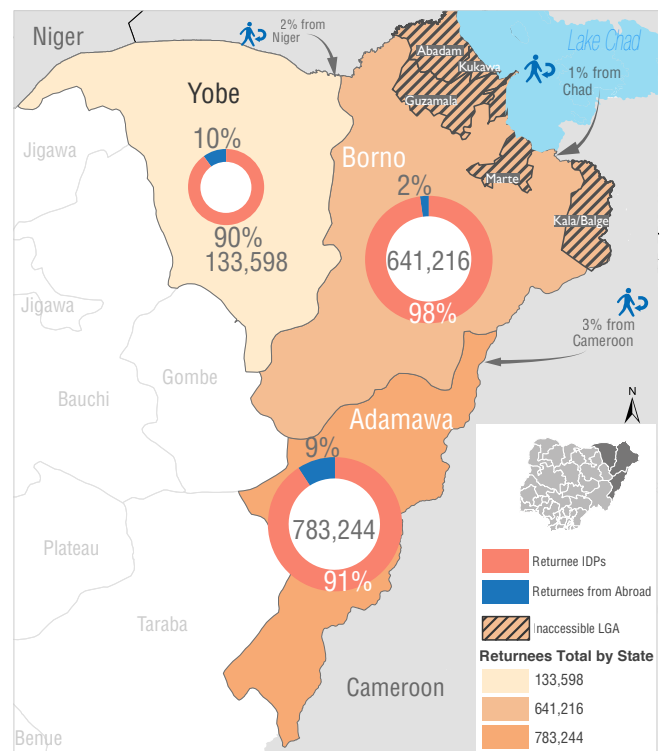 Niger
2% from
Niger
Lake Chad
Abadam
Kukawa
Guzamala
1% from
Chad
Yobe
Jigawa
10%
Borno
Marte
2%
Kala/Balge
90%
133,598
641,216
98%
Jigawa
3% from
Cameroon
Gombe
Bauchi
N
Adamawa
9%
783,244
Plateau
91%
Taraba
Cameroon
Benue
Returnee IDPs
Returnees from Abroad
Inaccessible LGA
Returnees Total by State
133,598
641,216
783,244